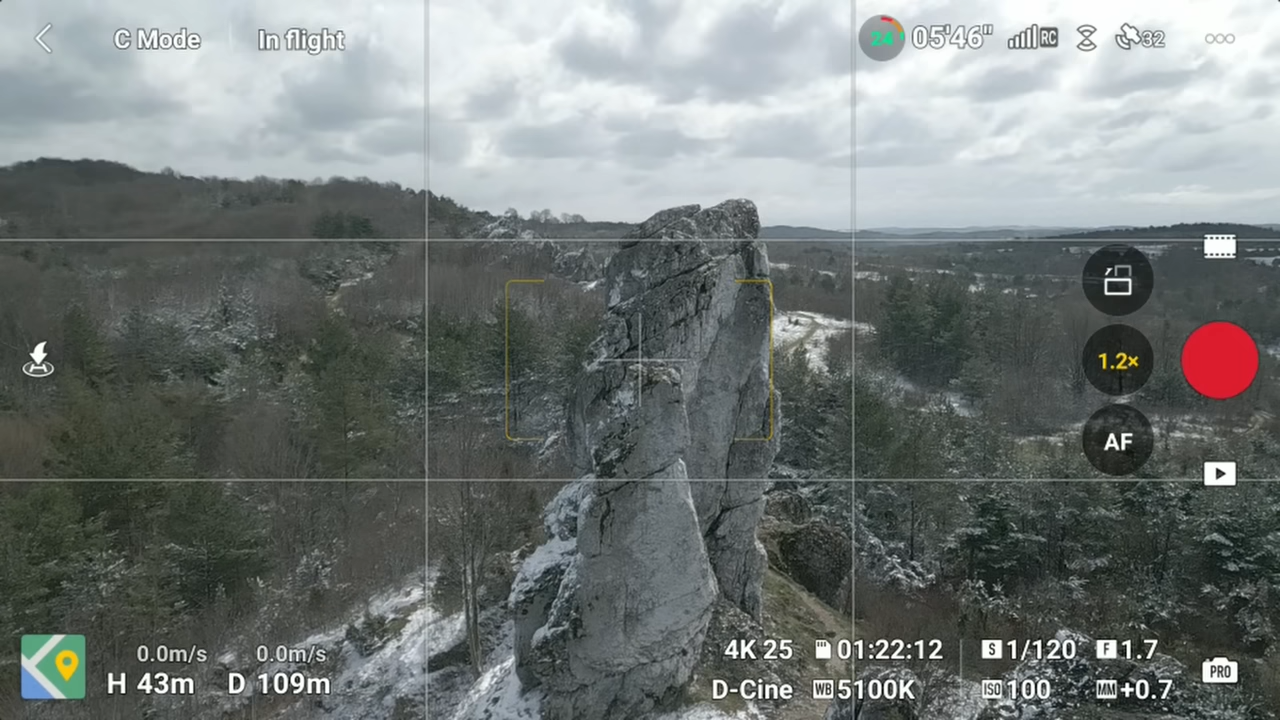 C Mode
In flight
24
05'46"
RC
32
1.2×
AF
0.0m/s
0.0m/s
H 43m
D 109m
4K 25
01:22:12
S 1/120
F 1.7
D-Cine
WB 5100K
ISO 100
MM +0.7
PRO